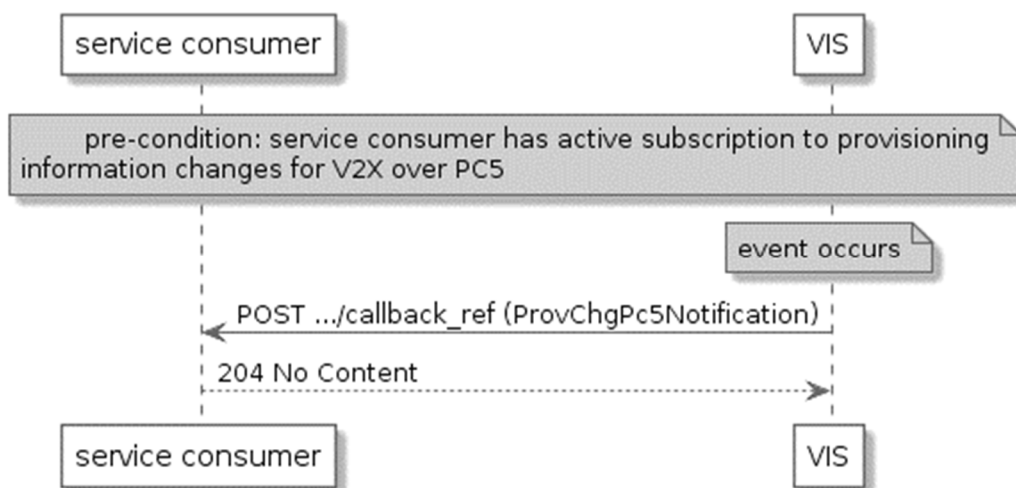 service consumer
VIS
pre-condition: service consumer has active subscription to provisioning
information changes for V2X over PC5
event occurs
POST .../callback_ref (ProvChgPc5Notification)
204 No Content
service consumer
VIS